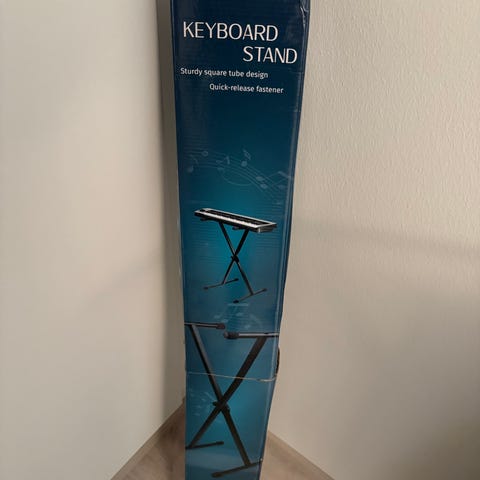 KEYBOARD
STAND
Sturdy square tube design
Quick-release fastener